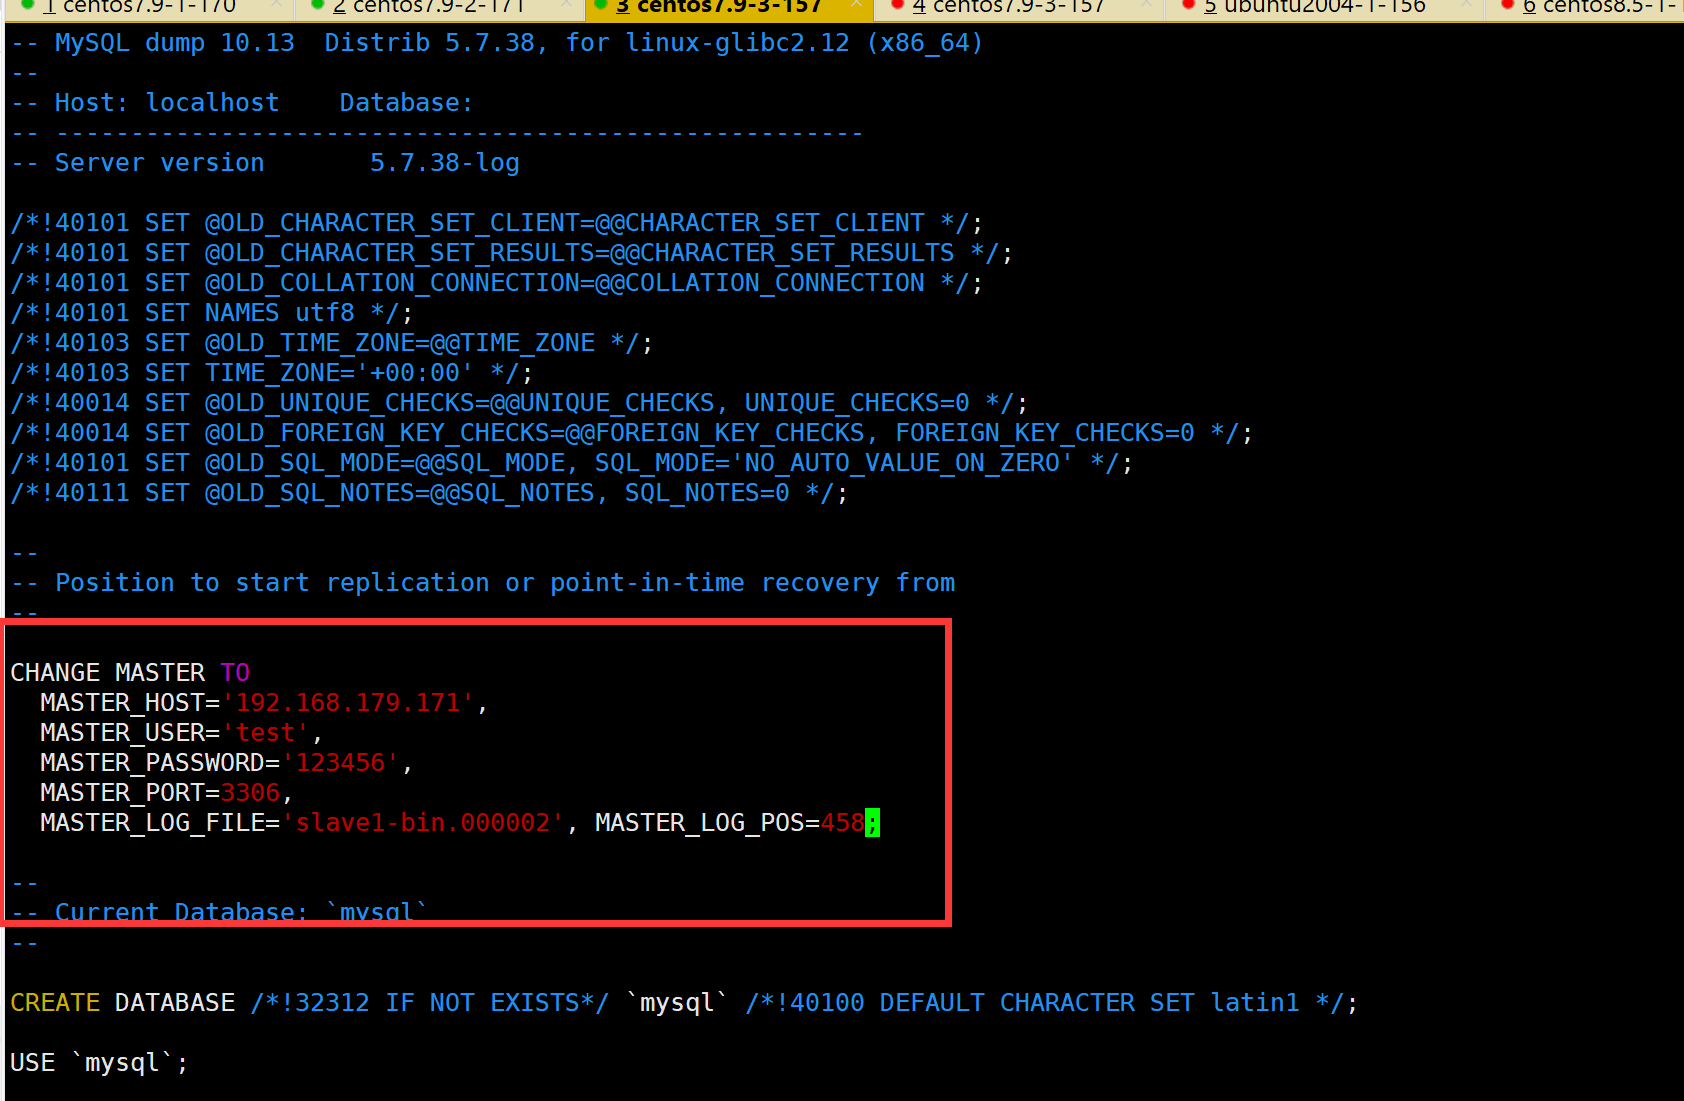 1 centos7.9-1-170 2 centos7.9-2-171 3 centos7.9-3-157 4 centos7.9-3-157 5 ubuntu2004-1-156 6 centos8.5-1-1
-- MySQL dump 10.13  Distrib 5.7.38, for linux-glibc2.12 (x86_64)
--
-- Host: localhost    Database:
-- ------------------------------------------------------
-- Server version       5.7.38-log
/*!40101 SET @OLD_CHARACTER_SET_CLIENT=@@CHARACTER_SET_CLIENT */;
/*!40101 SET @OLD_CHARACTER_SET_RESULTS=@@CHARACTER_SET_RESULTS */;
/*!40101 SET @OLD_COLLATION_CONNECTION=@@COLLATION_CONNECTION */;
/*!40101 SET NAMES utf8 */;
/*!40103 SET @OLD_TIME_ZONE=@@TIME_ZONE */;
/*!40103 SET TIME_ZONE='+00:00' */;
/*!40014 SET @OLD_UNIQUE_CHECKS=@@UNIQUE_CHECKS, UNIQUE_CHECKS=0 */;
/*!40014 SET @OLD_FOREIGN_KEY_CHECKS=@@FOREIGN_KEY_CHECKS, FOREIGN_KEY_CHECKS=0 */;
/*!40101 SET @OLD_SQL_MODE=@@SQL_MODE, SQL_MODE='NO_AUTO_VALUE_ON_ZERO' */;
/*!40111 SET @OLD_SQL_NOTES=@@SQL_NOTES, SQL_NOTES=0 */;
--
-- Position to start replication or point-in-time recovery from
--
CHANGE MASTER TO
  MASTER_HOST='192.168.179.171',
  MASTER_USER='test',
  MASTER_PASSWORD='123456',
  MASTER_PORT=3306,
  MASTER_LOG_FILE='slave1-bin.000002', MASTER_LOG_POS=458;
--
-- Current Database: `mysql`
--
CREATE DATABASE /*!32312 IF NOT EXISTS*/ `mysql` /*!40100 DEFAULT CHARACTER SET latin1 */;
USE `mysql`;